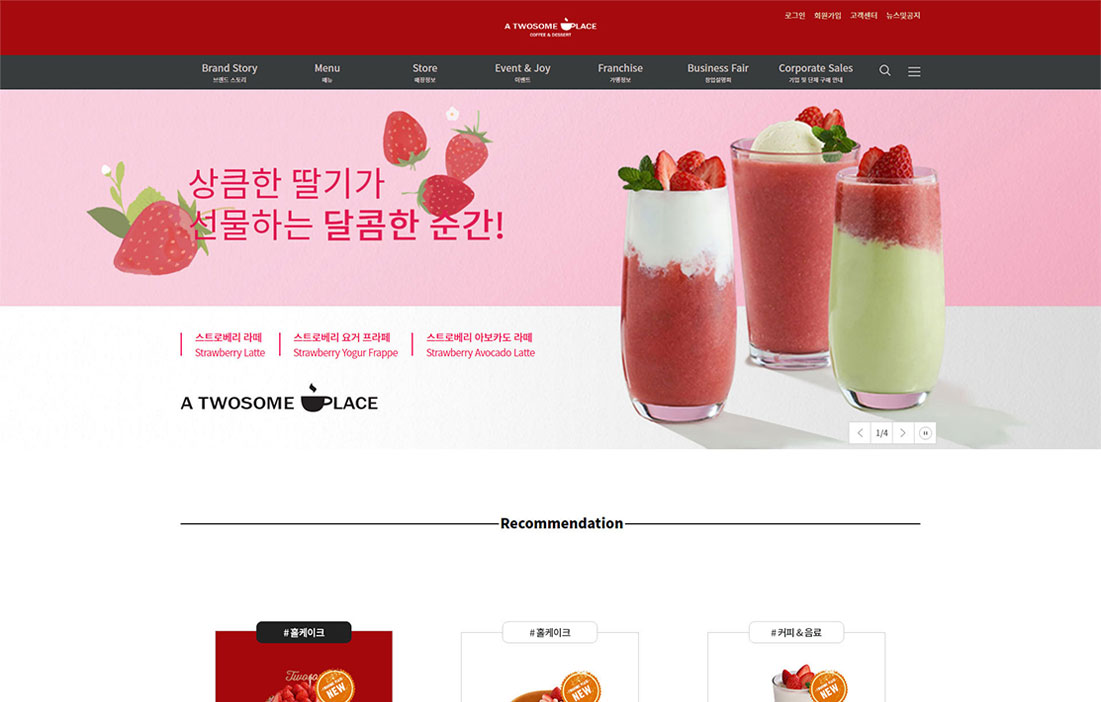 A TWOSOME PLACE
COFFEE & DESSERT
로그인 회원가입 고객센터 뉴스및공지
Brand Story Menu Store Event & Joy Franchise Business Fair Corporate Sales
브랜드 스토리 메뉴 매장정보 이벤트 가맹정보 창업설명회 기업 및 단체 구매 안내
상큼한 딸기가
선물하는 달콤한 순간!
스트로베리 라떼 스트로베리 요거 프라페 스트로베리 아보카도 라떼
Strawberry Latte Strawberry Yogur Frappe Strawberry Avocado Latte
A TWOSOME PLACE
1/4
Recommendation
# 홀케이크 # 홀케이크 # 커피 & 음료
NEW NEW NEW